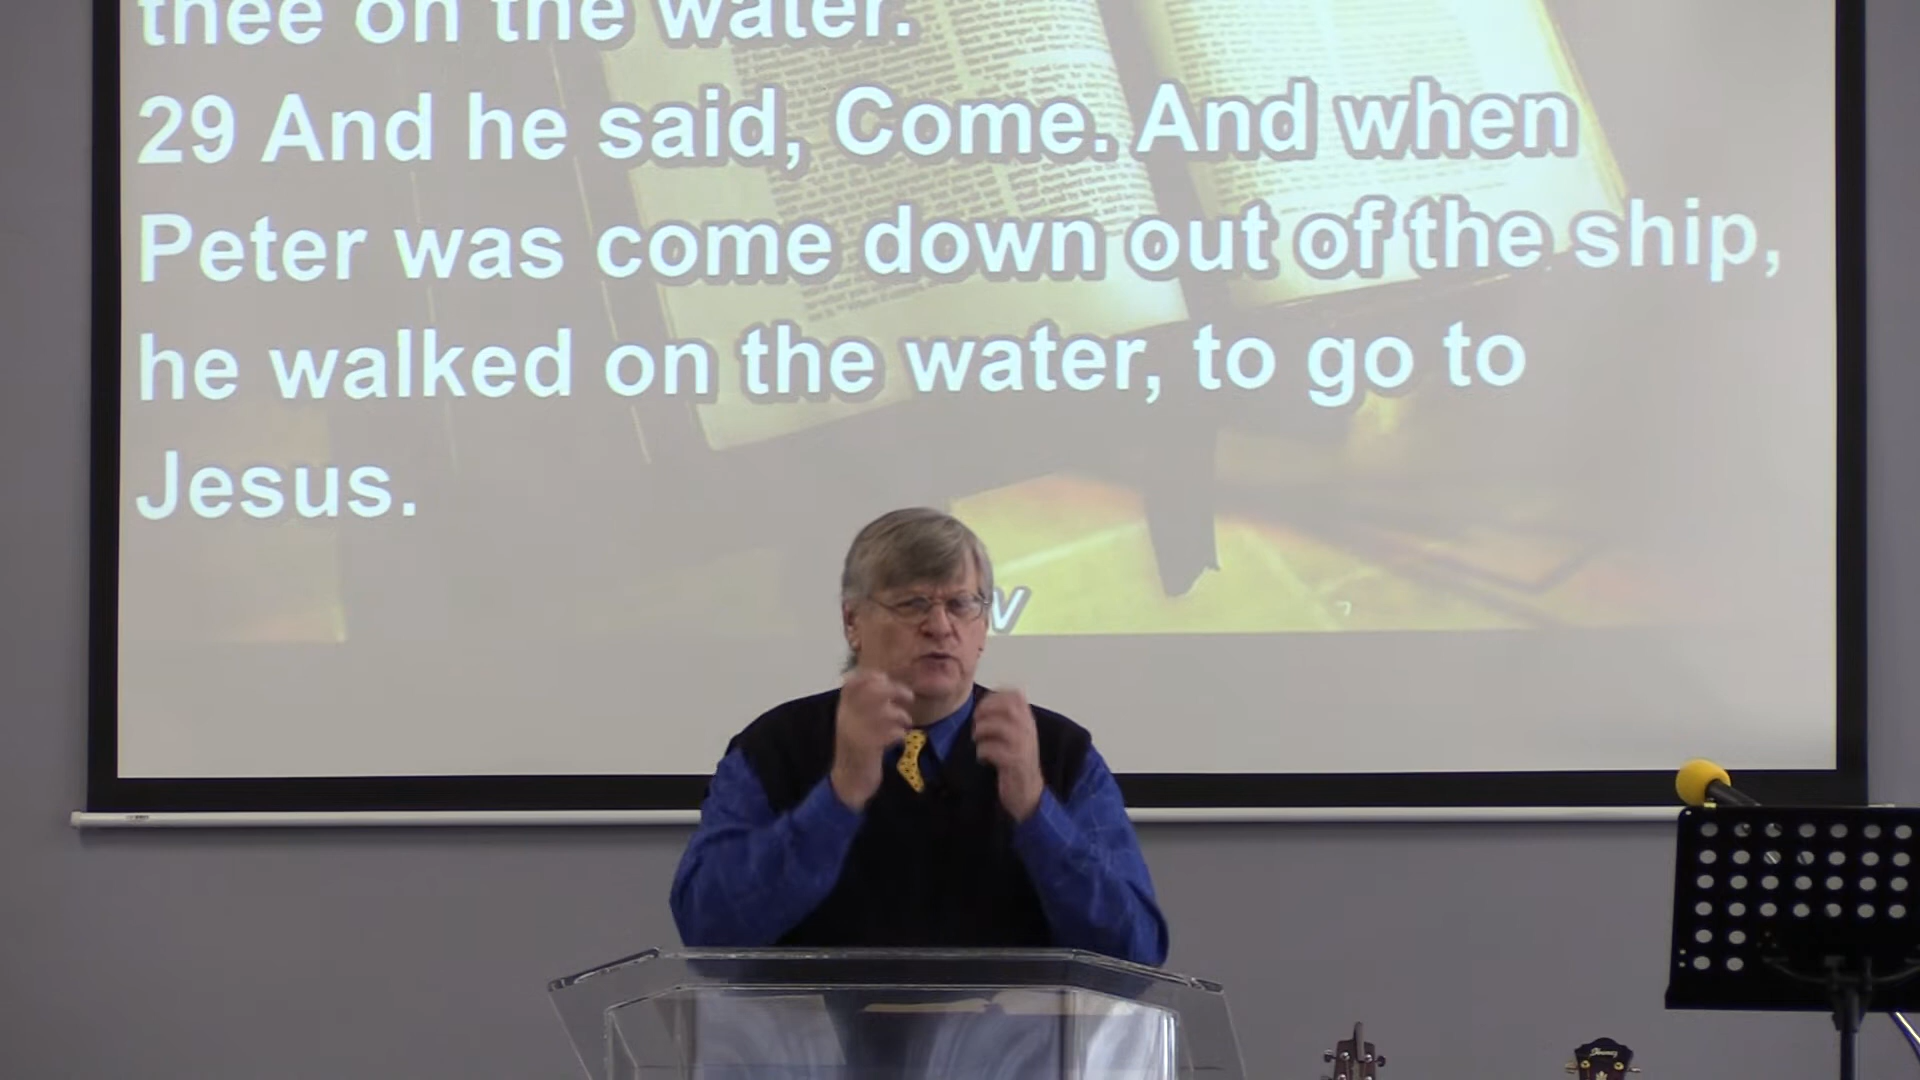 thee on the water.
29 And he said, Come. And when
Peter was come down out of the ship,
he walked on the water, to go to
Jesus.
v
Ibanez